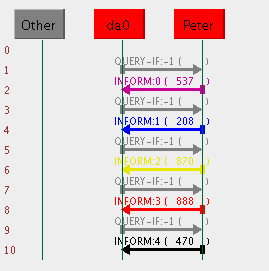 Other da0 Peter
0
1 QUERY-IF:-1 ( )
2 INFORM:0 ( 537 )
3 QUERY-IF:-1 ( )
4 INFORM:1 ( 208 )
5 QUERY-IF:-1 ( )
6 INFORM:2 ( 870 )
7 QUERY-IF:-1 ( )
8 INFORM:3 ( 888 )
9 QUERY-IF:-1 ( )
10 INFORM:4 ( 470 )